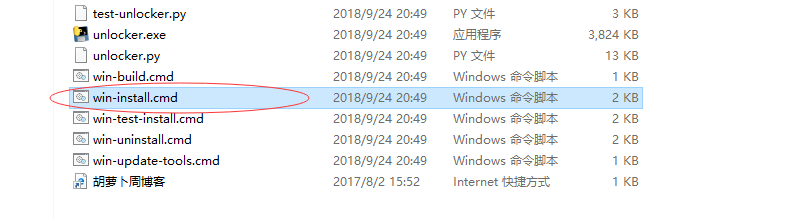 test-unlocker.py 2018/9/24 20:49 PY 文件 3 KB
unlocker.exe 2018/9/24 20:49 应用程序 3,824 KB
unlocker.py 2018/9/24 20:49 PY 文件 13 KB
win-build.cmd 2018/9/24 20:49 Windows 命令脚本 1 KB
win-install.cmd 2018/9/24 20:49 Windows 命令脚本 2 KB
win-test-install.cmd 2018/9/24 20:49 Windows 命令脚本 2 KB
win-uninstall.cmd 2018/9/24 20:49 Windows 命令脚本 2 KB
win-update-tools.cmd 2018/9/24 20:49 Windows 命令脚本 1 KB
胡萝卜周博客 2017/8/2 15:52 Internet 快捷方式 1 KB